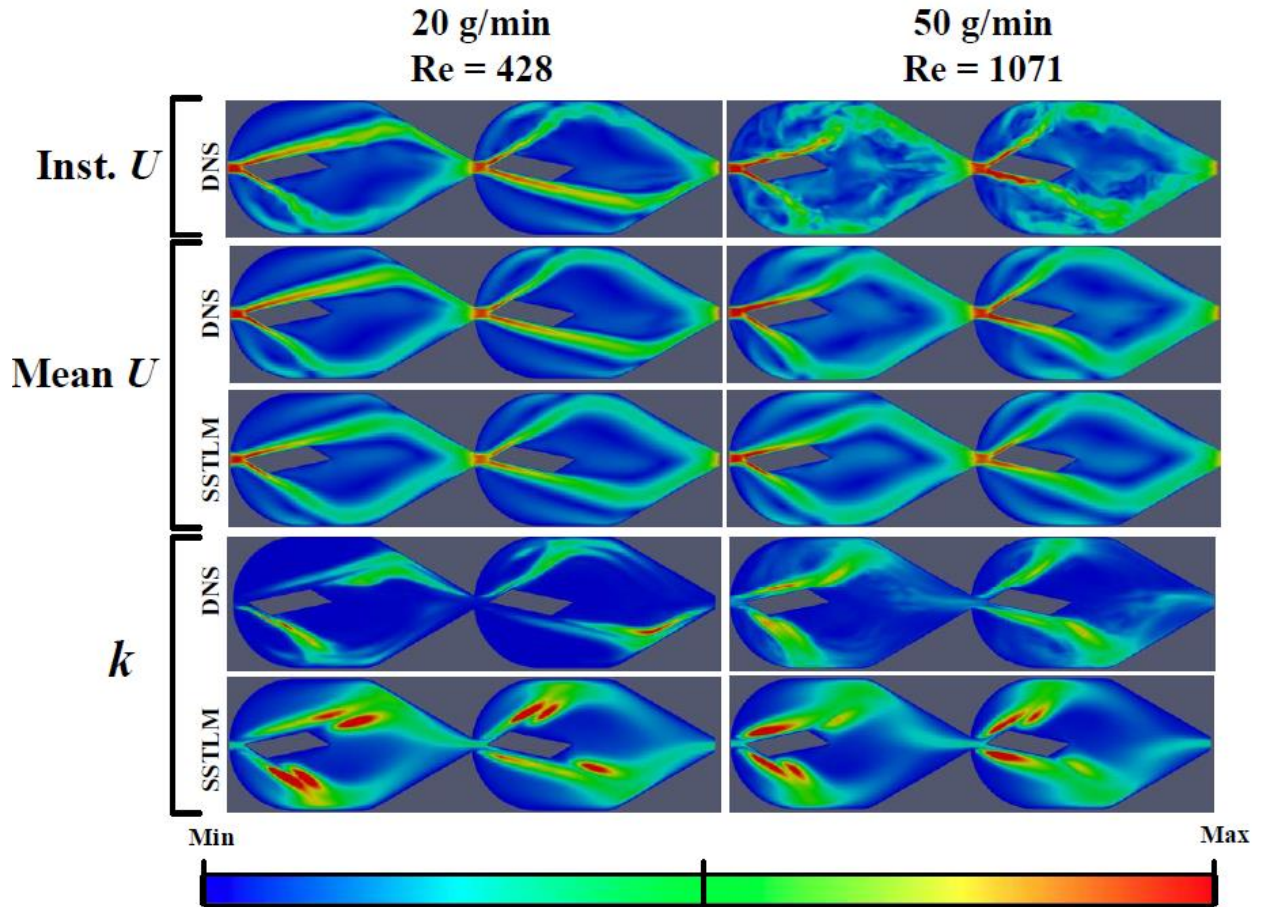 20 g/min
50 g/min
Re = 428
Re = 1071
Inst. U
DNS
Mean U
DNS
SSTLM
k
DNS
SSTLM
Min
Max